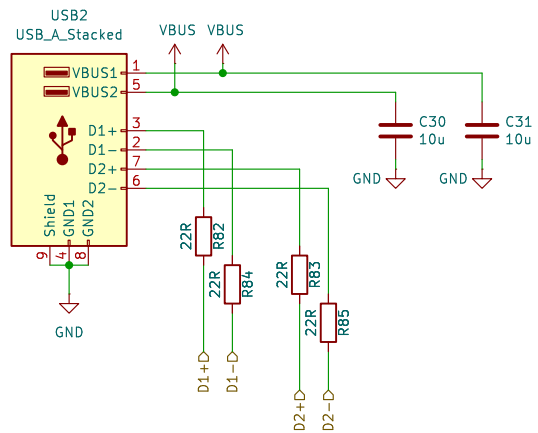 USB2
USB_A_Stacked
VBUS
VBUS
VBUS1
1
VBUS2
5
D1+
3
D1-
2
D2+
7
D2-
6
C30
10u
C31
10u
GND
GND
Shield
GND1
GND2
9
4
8
GND
22R
R82
22R
R84
22R
R83
22R
R85
D1+
D1-
D2+
D2-